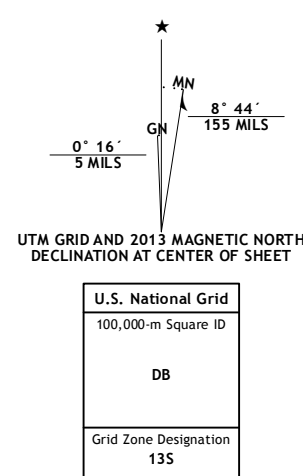 ★
MN
GN
8° 44´
155 MILS
0° 16´
5 MILS
UTM GRID AND 2013 MAGNETIC NORTH
DECLINATION AT CENTER OF SHEET
U.S. National Grid
100,000-m Square ID
DB
Grid Zone Designation
13S